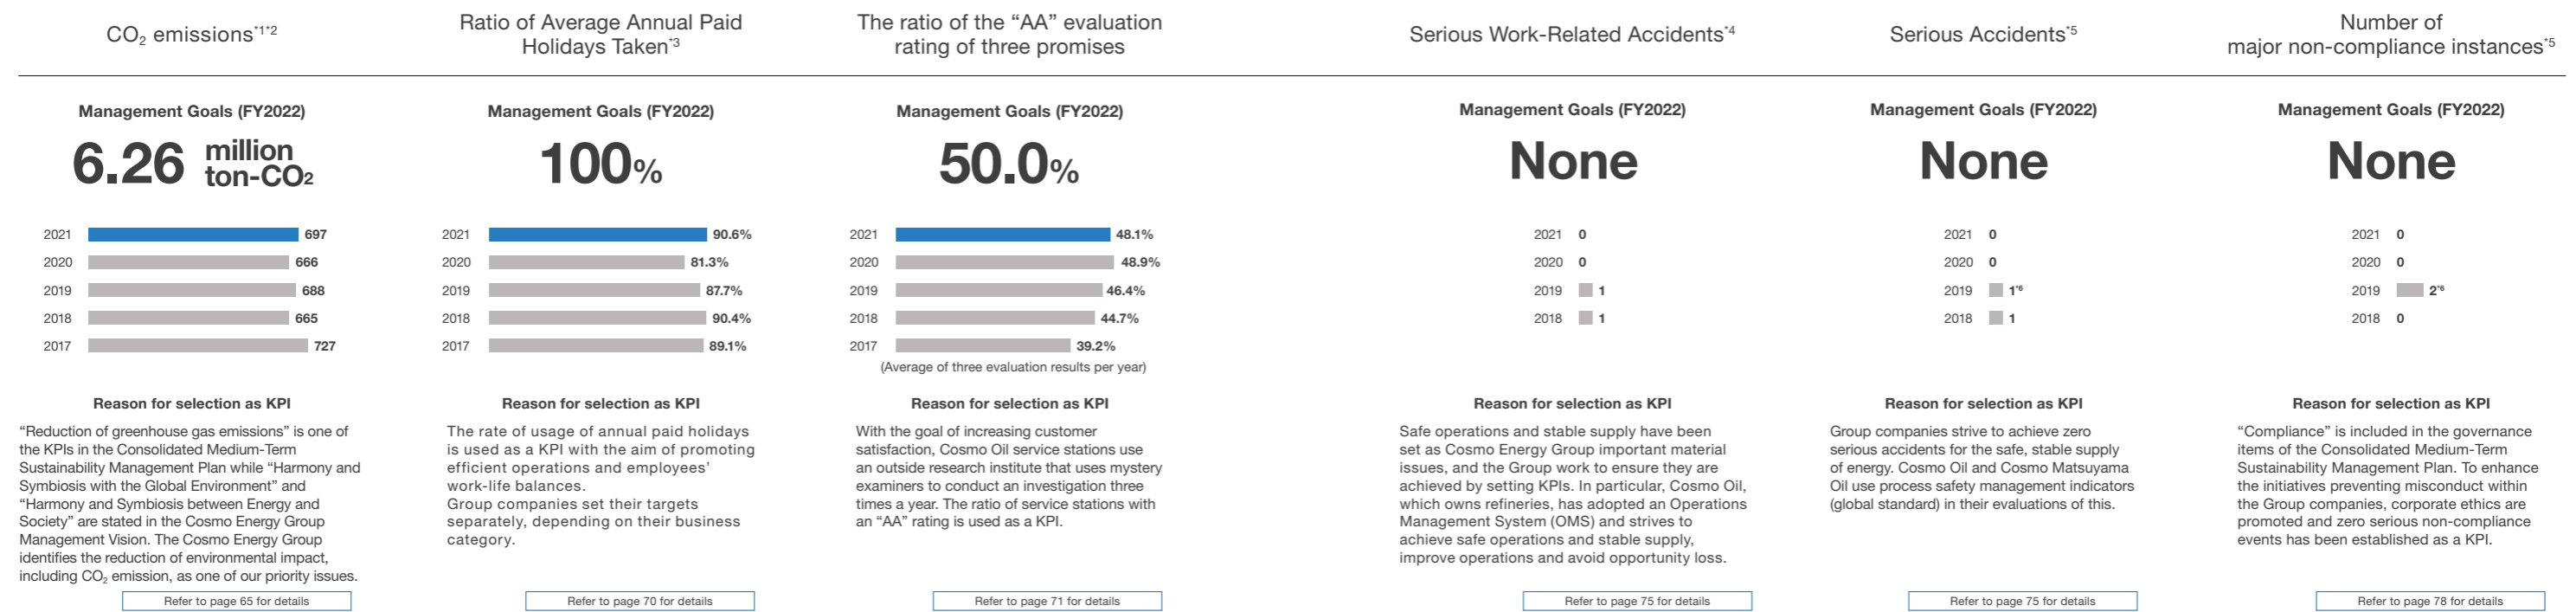 CO2 emissions*1*2
Management Goals (FY2022)
6.26 million
ton-CO2
2021 697
2020 666
2019 688
2018 665
2017 727
Reason for selection as KPI
“Reduction of greenhouse gas emissions” is one of
the KPIs in the Consolidated Medium-Term
Sustainability Management Plan while “Harmony and
Symbiosis with the Global Environment” and
“Harmony and Symbiosis between Energy and
Society” are stated in the Cosmo Energy Group
Management Vision. The Cosmo Energy Group
identifies the reduction of environmental impact,
including CO2 emission, as one of our priority issues.
Refer to page 65 for details
Ratio of Average Annual Paid
Holidays Taken*3
Management Goals (FY2022)
100%
2021 90.6%
2020 81.3%
2019 87.7%
2018 90.4%
2017 89.1%
Reason for selection as KPI
The rate of usage of annual paid holidays
is used as a KPI with the aim of promoting
efficient operations and employees’
work-life balances.
Group companies set their targets
separately, depending on their business
category.
Refer to page 70 for details
The ratio of the “AA” evaluation
rating of three promises
Management Goals (FY2022)
50.0%
2021 48.1%
2020 48.9%
2019 46.4%
2018 44.7%
2017 39.2%
(Average of three evaluation results per year)
Reason for selection as KPI
With the goal of increasing customer
satisfaction, Cosmo Oil service stations use
an outside research institute that uses mystery
examiners to conduct an investigation three
times a year. The ratio of service stations with
an “AA” rating is used as a KPI.
Refer to page 71 for details
Serious Work-Related Accidents*4
Management Goals (FY2022)
None
2021 0
2020 0
2019 1
2018 1
Reason for selection as KPI
Safe operations and stable supply have been
set as Cosmo Energy Group important material
issues, and the Group work to ensure they are
achieved by setting KPIs. In particular, Cosmo Oil,
which owns refineries, has adopted an Operations
Management System (OMS) and strives to
achieve safe operations and stable supply,
improve operations and avoid opportunity loss.
Refer to page 75 for details
Serious Accidents*5
Management Goals (FY2022)
None
2021 0
2020 0
2019 1*6
2018 1
Reason for selection as KPI
Group companies strive to achieve zero
serious accidents for the safe, stable supply
of energy. Cosmo Oil and Cosmo Matsuyama
Oil use process safety management indicators
(global standard) in their evaluations of this.
Refer to page 75 for details
Number of
major non-compliance instances*5
Management Goals (FY2022)
None
2021 0
2020 0
2019 2*6
2018 0
Reason for selection as KPI
“Compliance” is included in the governance
items of the Consolidated Medium-Term
Sustainability Management Plan. To enhance
the initiatives preventing misconduct within
the Group companies, corporate ethics are
promoted and zero serious non-compliance
events has been established as a KPI.
Refer to page 78 for details